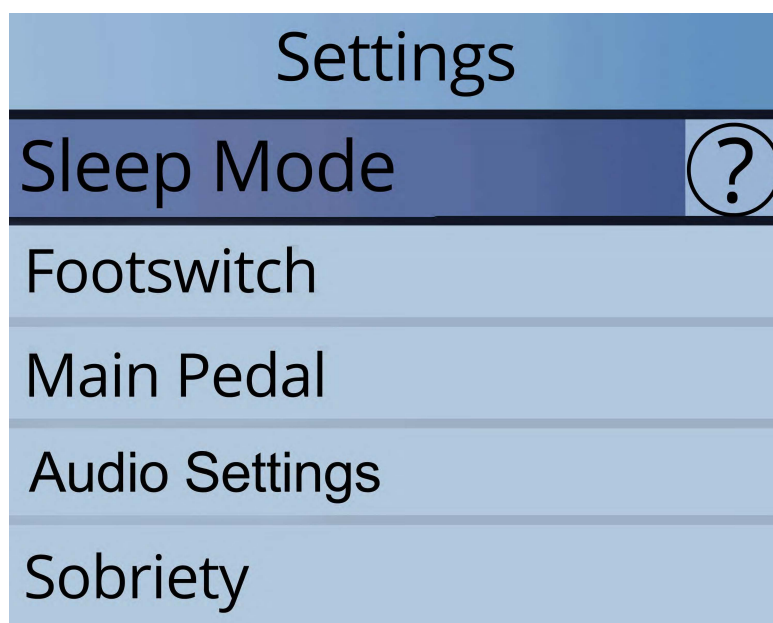 Settings
Sleep Mode
?
Footswitch
Main Pedal
Audio Settings
Sobriety